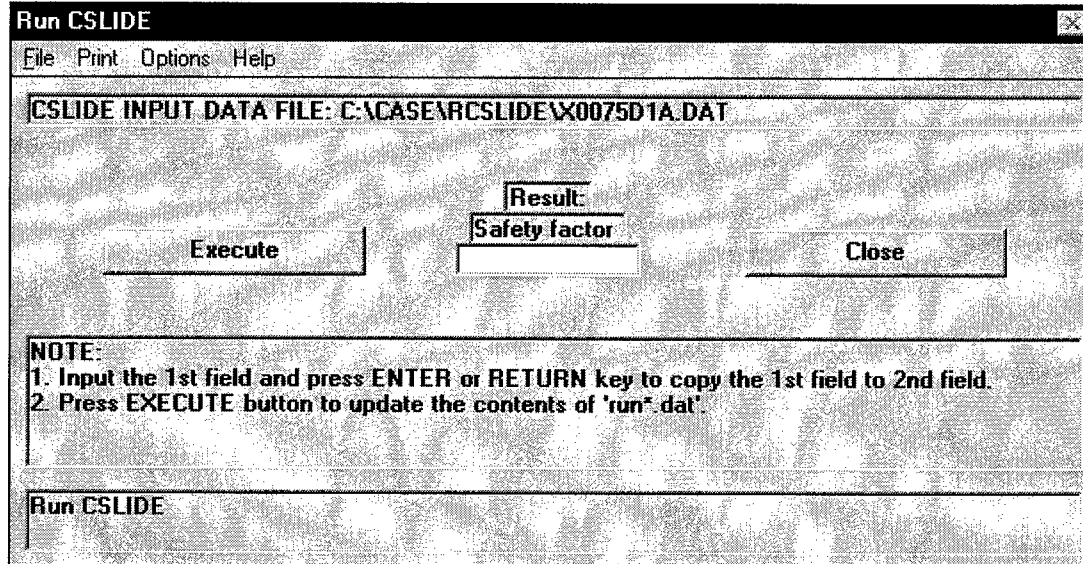 Run CSLIDE
File Print Options Help
CSLIDE INPUT DATA FILE: C:\CASE\RCSLIDE\X0075D1A.DAT
Result:
Safety factor
Execute
Close
NOTE:
1. Input the 1st field and press ENTER or RETURN key to copy the 1st field to 2nd field.
2. Press EXECUTE button to update the contents of 'run*.dat'.
Run CSLIDE